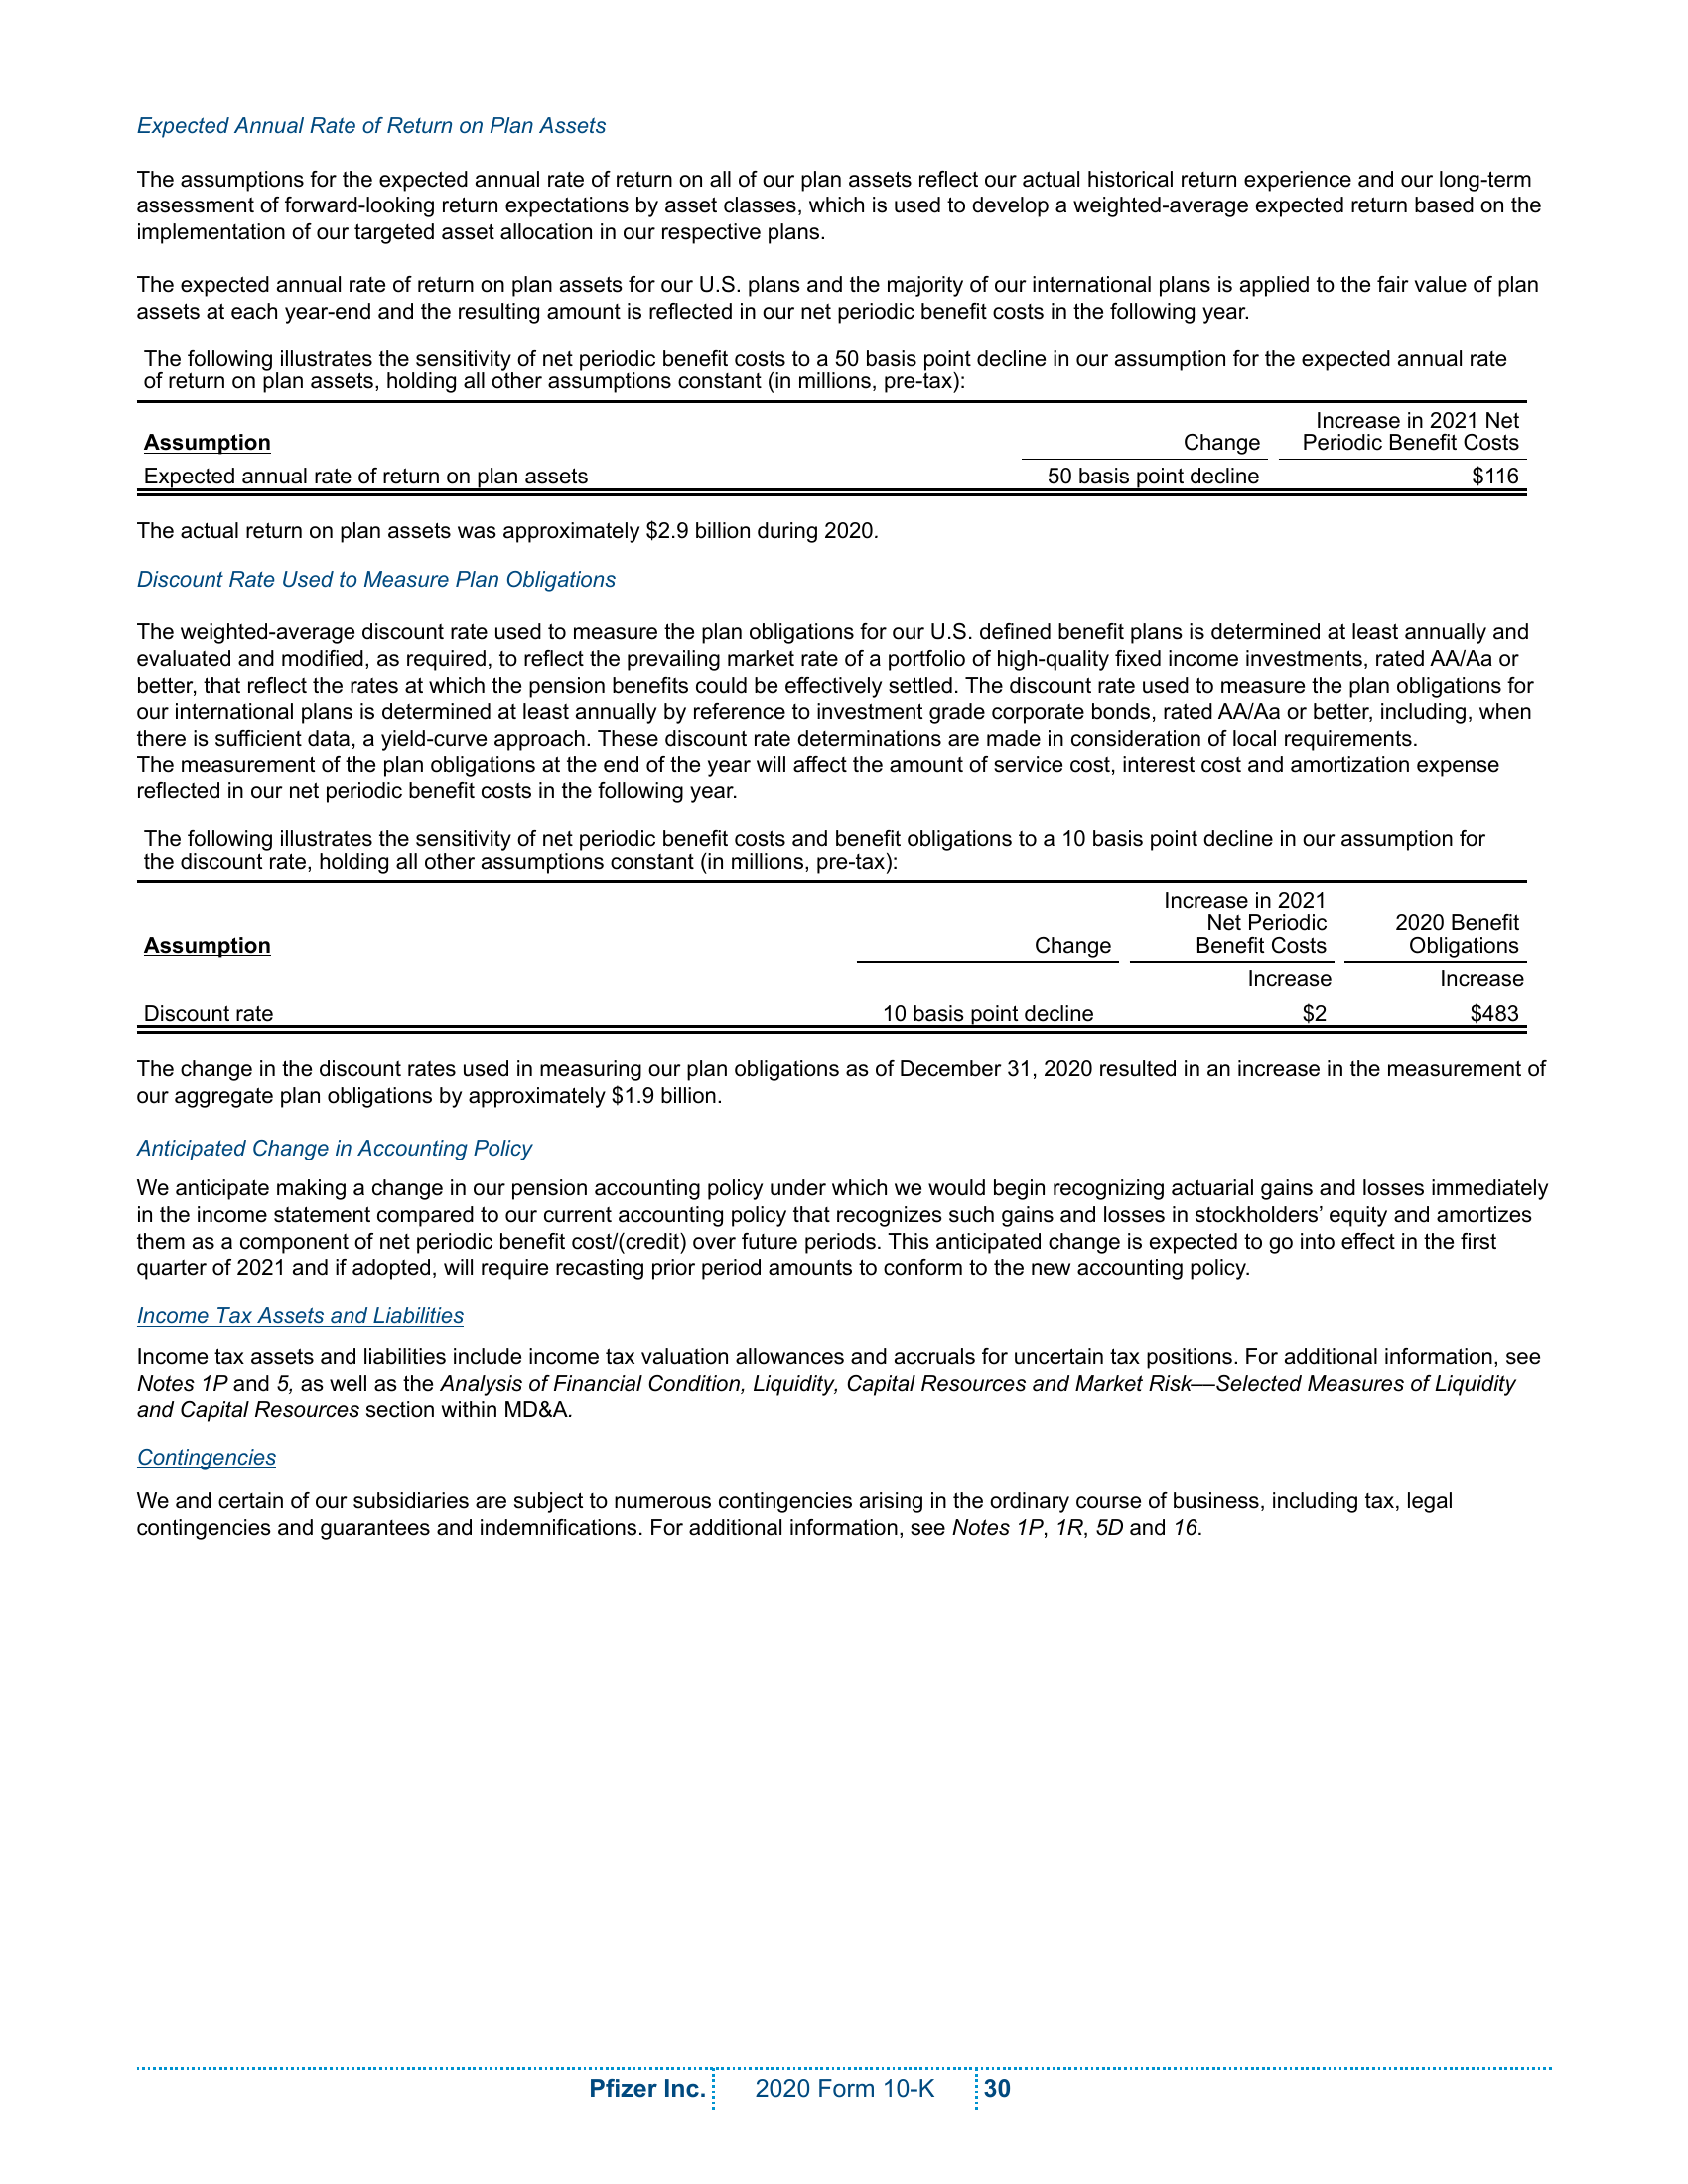 Expected Annual Rate of Return on Plan Assets
The assumptions for the expected annual rate of return on all of our plan assets reflect our actual historical return experience and our long-term
assessment of forward-looking return expectations by asset classes, which is used to develop a weighted-average expected return based on the
implementation of our targeted asset allocation in our respective plans.
The expected annual rate of return on plan assets for our U.S. plans and the majority of our international plans is applied to the fair value of plan
assets at each year-end and the resulting amount is reflected in our net periodic benefit costs in the following year.
The following illustrates the sensitivity of net periodic benefit costs to a 50 basis point decline in our assumption for the expected annual rate
of return on plan assets, holding all other assumptions constant (in millions, pre-tax):
Increase in 2021 Net
Assumption Change Periodic Benefit Costs
Expected annual rate of return on plan assets 50 basis point decline $116
The actual return on plan assets was approximately $2.9 billion during 2020.
Discount Rate Used to Measure Plan Obligations
The weighted-average discount rate used to measure the plan obligations for our U.S. defined benefit plans is determined at least annually and
evaluated and modified, as required, to reflect the prevailing market rate of a portfolio of high-quality fixed income investments, rated AA/Aa or
better, that reflect the rates at which the pension benefits could be effectively settled. The discount rate used to measure the plan obligations for
our international plans is determined at least annually by reference to investment grade corporate bonds, rated AA/Aa or better, including, when
there is sufficient data, a yield-curve approach. These discount rate determinations are made in consideration of local requirements.
The measurement of the plan obligations at the end of the year will affect the amount of service cost, interest cost and amortization expense
reflected in our net periodic benefit costs in the following year.
The following illustrates the sensitivity of net periodic benefit costs and benefit obligations to a 10 basis point decline in our assumption for
the discount rate, holding all other assumptions constant (in millions, pre-tax):
Increase in 2021
Net Periodic 2020 Benefit
Assumption Change Benefit Costs Obligations
Increase Increase
Discount rate 10 basis point decline $2 $483
The change in the discount rates used in measuring our plan obligations as of December 31, 2020 resulted in an increase in the measurement of
our aggregate plan obligations by approximately $1.9 billion.
Anticipated Change in Accounting Policy
We anticipate making a change in our pension accounting policy under which we would begin recognizing actuarial gains and losses immediately
in the income statement compared to our current accounting policy that recognizes such gains and losses in stockholders’ equity and amortizes
them as a component of net periodic benefit cost/(credit) over future periods. This anticipated change is expected to go into effect in the first
quarter of 2021 and if adopted, will require recasting prior period amounts to conform to the new accounting policy.
Income Tax Assets and Liabilities
Income tax assets and liabilities include income tax valuation allowances and accruals for uncertain tax positions. For additional information, see
Notes 1P and 5, as well as the Analysis of Financial Condition, Liquidity, Capital Resources and Market Risk––Selected Measures of Liquidity
and Capital Resources section within MD&A.
Contingencies
We and certain of our subsidiaries are subject to numerous contingencies arising in the ordinary course of business, including tax, legal
contingencies and guarantees and indemnifications. For additional information, see Notes 1P, 1R, 5D and 16.
Pfizer Inc. 2020 Form 10-K 30